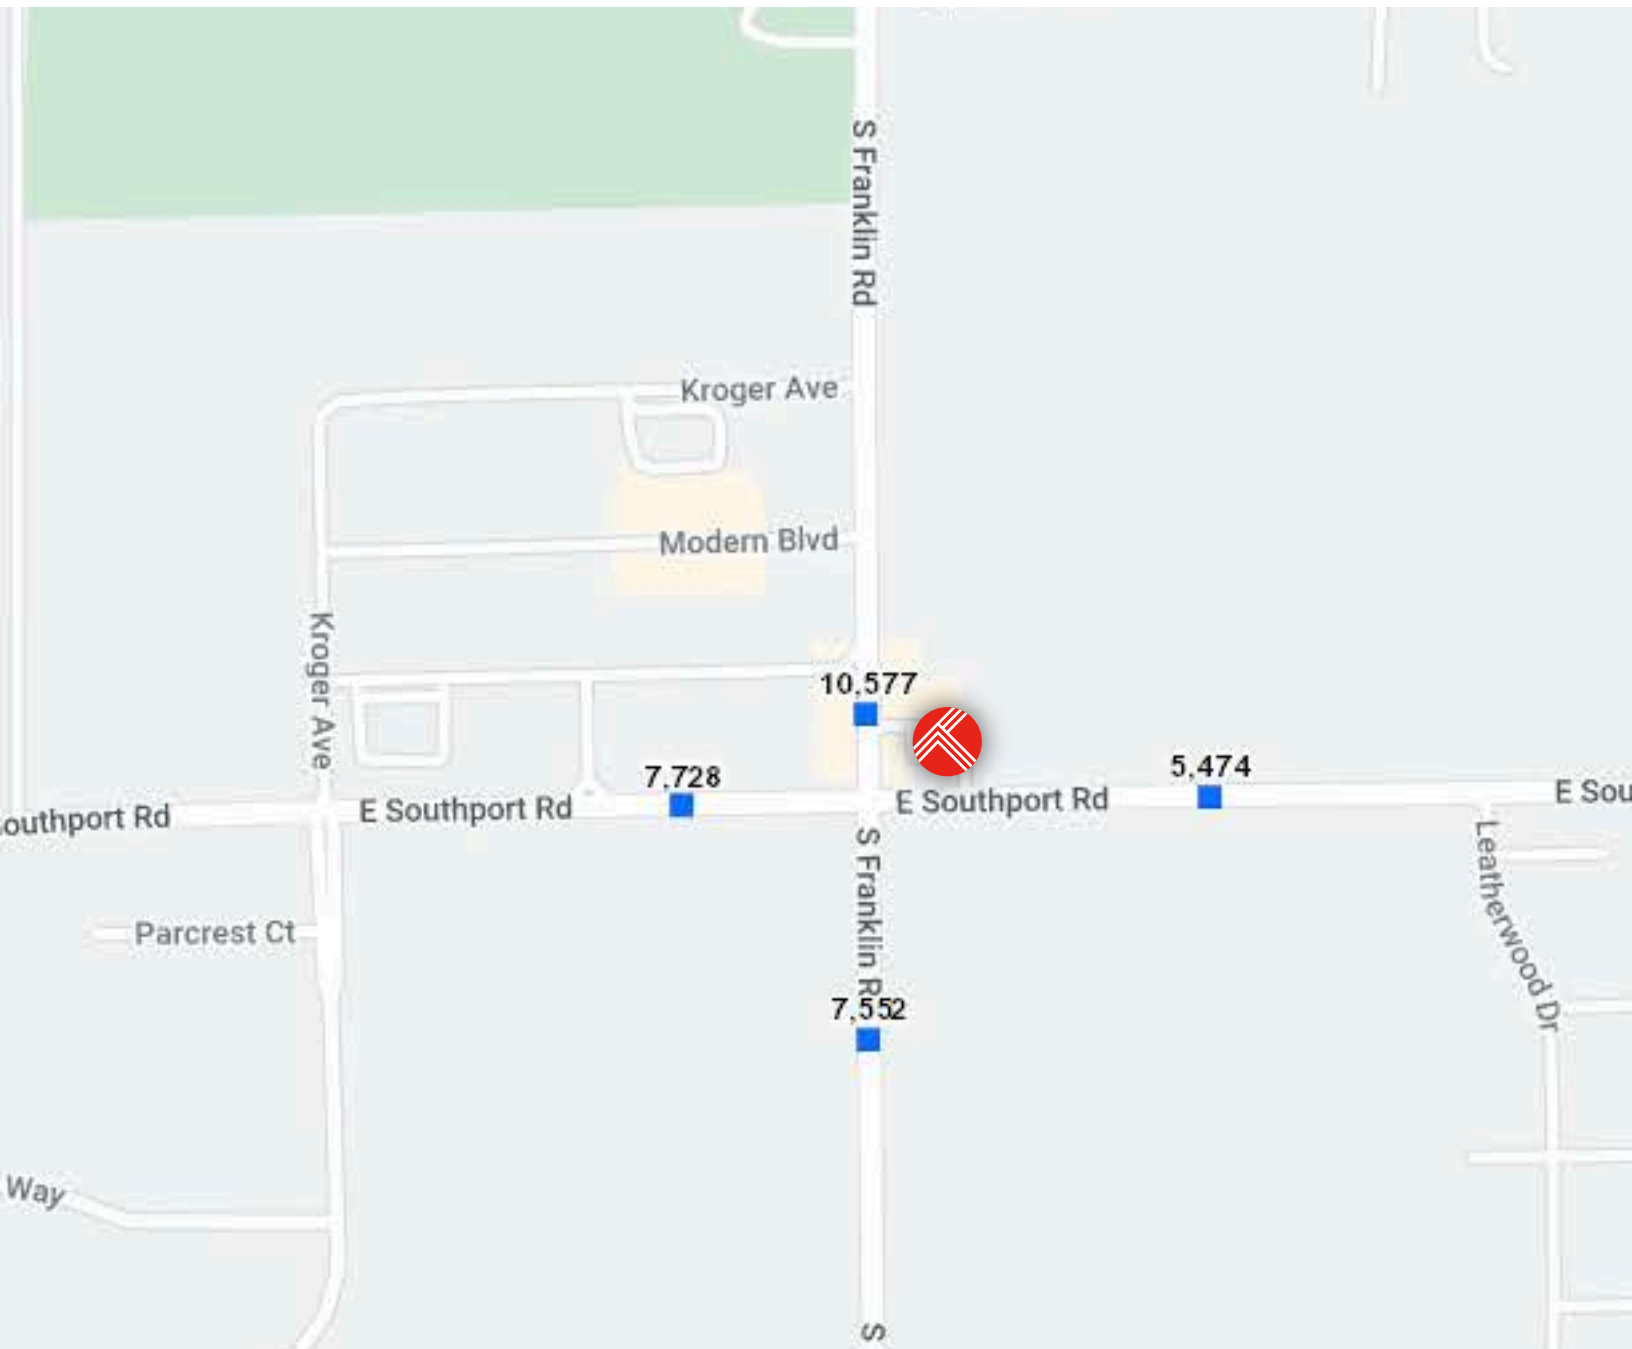 S Franklin Rd
Kroger Ave
Modern Blvd
Kroger Ave
10,577
7,728
5,474
outhport Rd
E Southport Rd
E Southport Rd
E Sou
S Franklin R
Leatherwood Dr
Parcrest Ct
7,552
Way
S